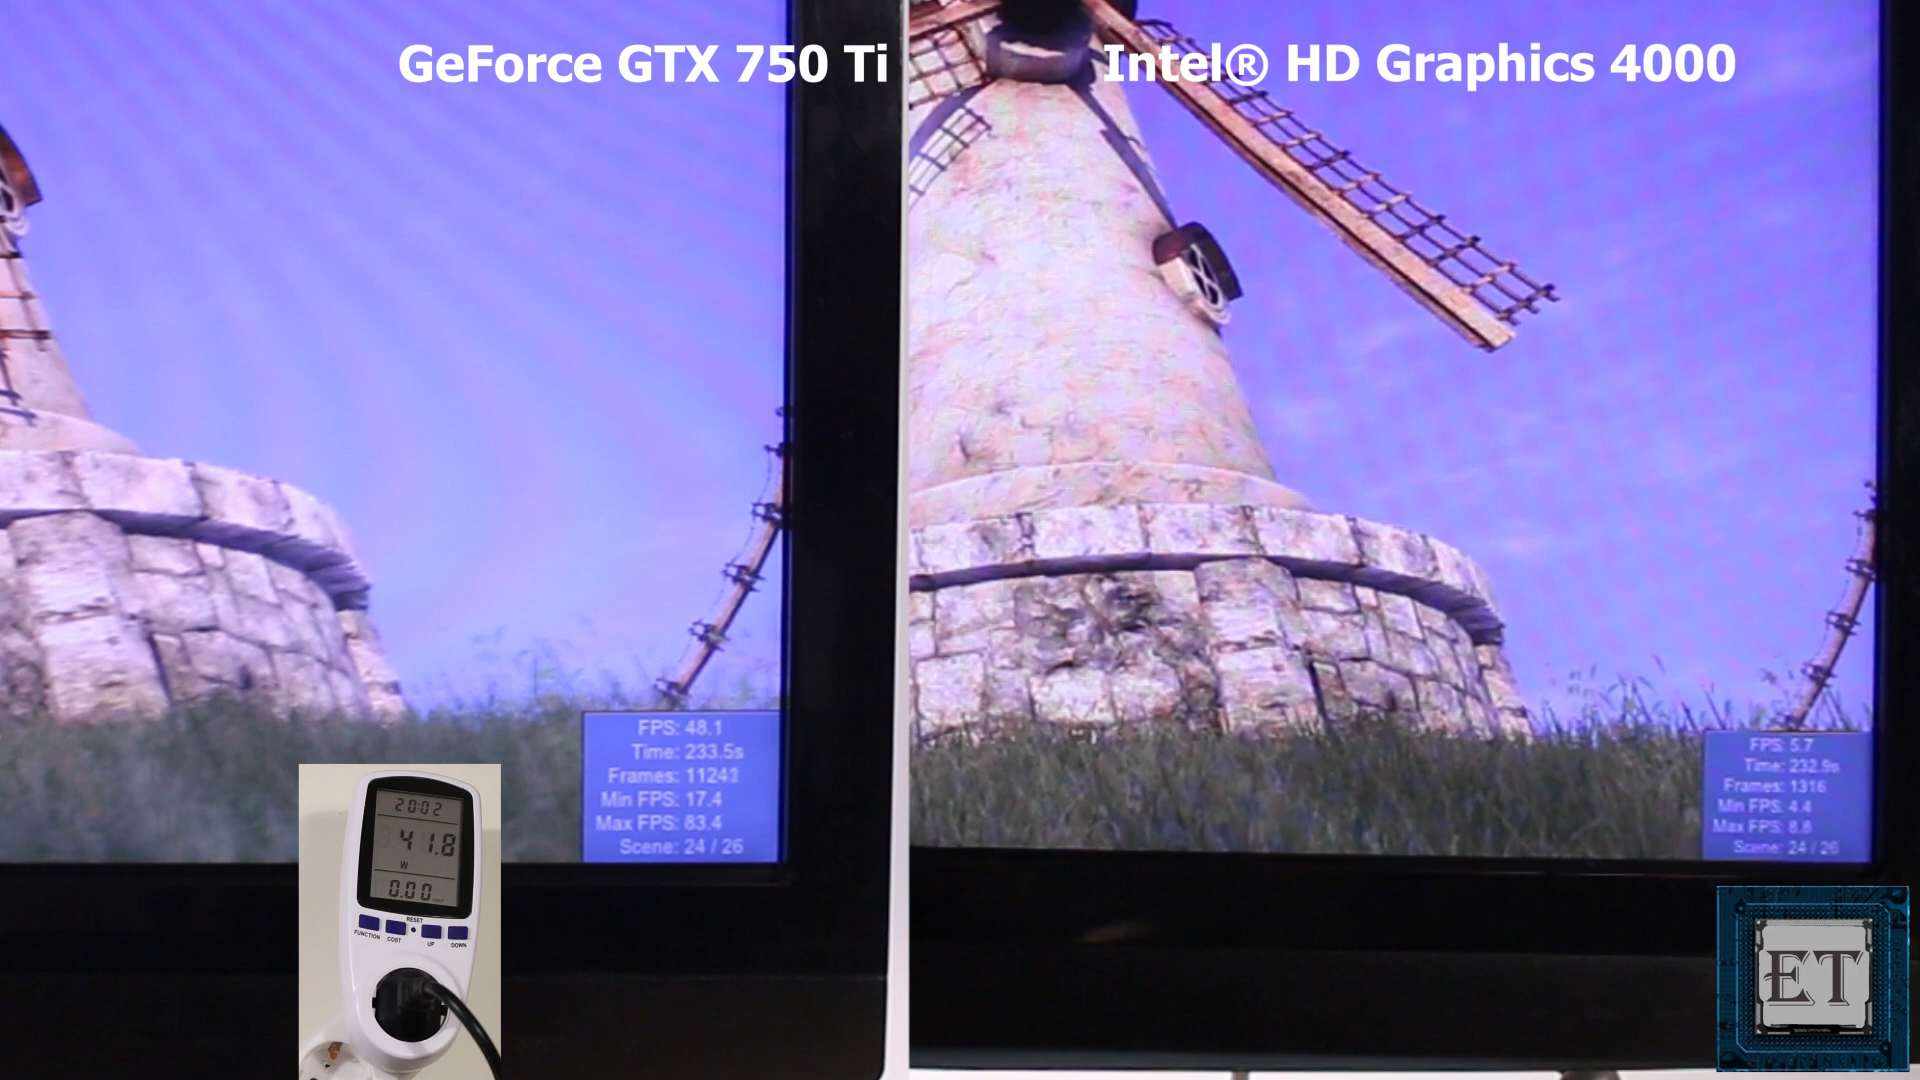 GeForce GTX 750 Ti
Intel® HD Graphics 4000
FPS: 48.1
Time: 233.5s
Frames: 11243
Min FPS: 17.4
Max FPS: 83.4
Scene: 24 / 26
FPS: 5.7
Time: 232.9s
Frames: 1316
Min FPS: 4.4
Max FPS: 8.8
Scene: 24 / 26
20:02
41.8
W
0.00
RESET
FUNCTION
COST
UP
DOWN
ET